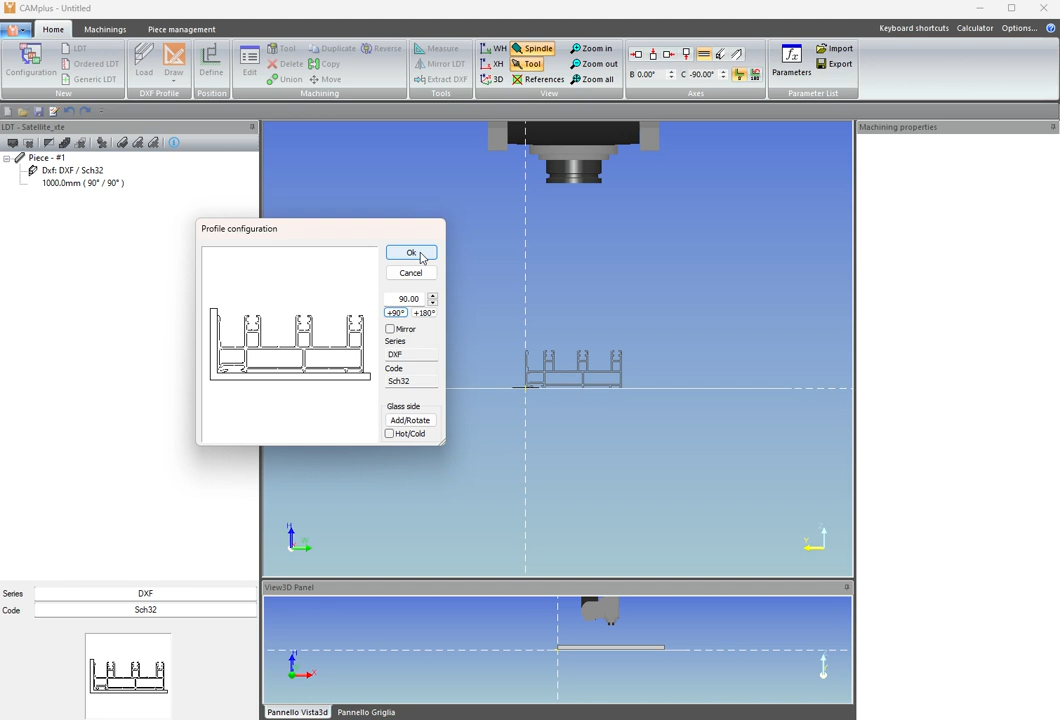 CAMplus - Untitled
Home Machinings Piece management
Keyboard shortcuts Calculator Options...
Configuration LDT Ordered LDT Generic LDT
New
Load Draw
DXF Profile
Define
Position
Edit Tool Delete Union Duplicate Copy Move Reverse
Machining
Measure Mirror LDT Extract DXF
Tools
WH XH 3D Spindle Tool References Zoom in Zoom out Zoom all
View
B 0.00° C -90.00°
Axes
Parameters Import Export
Parameter List
LDT - Satellite_xte
Machining properties
Piece - #1
Dxf: DXF / Sch32
1000.0mm ( 90° / 90° )
Profile configuration
Ok
Cancel
90.00
+90° +180°
Mirror
Series
DXF
Code
Sch32
Glass side
Add/Rotate
Hot/Cold
H
W
Y
View3D Panel
H
X
Series DXF
Code Sch32
Pannello Vista3d Pannello Griglia